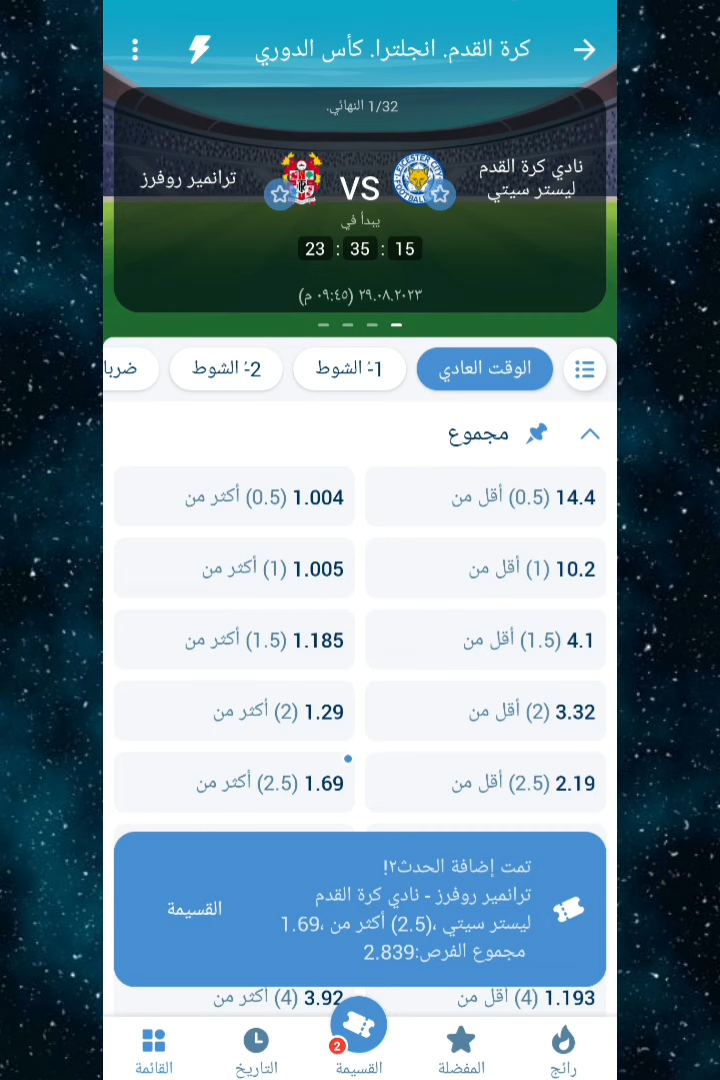 كرة القدم. انجلترا. كأس الدوري
1/32 النهائي.
نادي كرة القدم ليستر سيتي
VS
ترانمير روفرز
يبدأ في
23 : 35 : 15
٢٩.٠٨.٢٠٢٣ (٠٩:٤٥ م)
الوقت العادي
1-ُ الشوط
2-ُ الشوط
ضربا
مجموع
14.4 (0.5) أقل من
1.004 (0.5) أكثر من
10.2 (1) أقل من
1.005 (1) أكثر من
4.1 (1.5) أقل من
1.185 (1.5) أكثر من
3.32 (2) أقل من
1.29 (2) أكثر من
2.19 (2.5) أقل من
1.69 (2.5) أكثر من
تمت إضافة الحدث٢!
ترانمير روفرز - نادي كرة القدم
ليستر سيتي ،(2.5) أكثر من ،1.69
مجموع الفرص:2.839
القسيمة
1.193 (4) أقل من
3.92 (4) أكثر من
رائج
المفضلة
2
القسيمة
التاريخ
القائمة